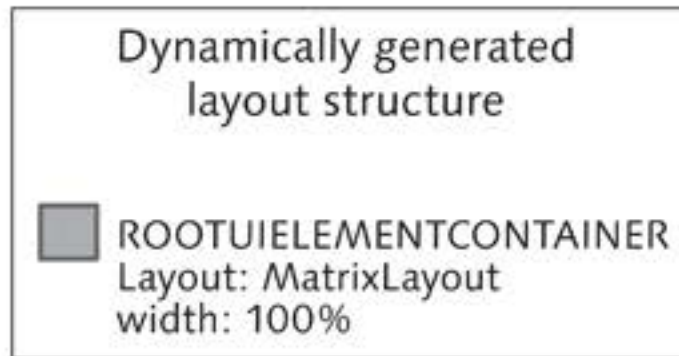 Dynamically generated
layout structure
ROOTUIELEMENTCONTAINER
Layout: MatrixLayout
width: 100%